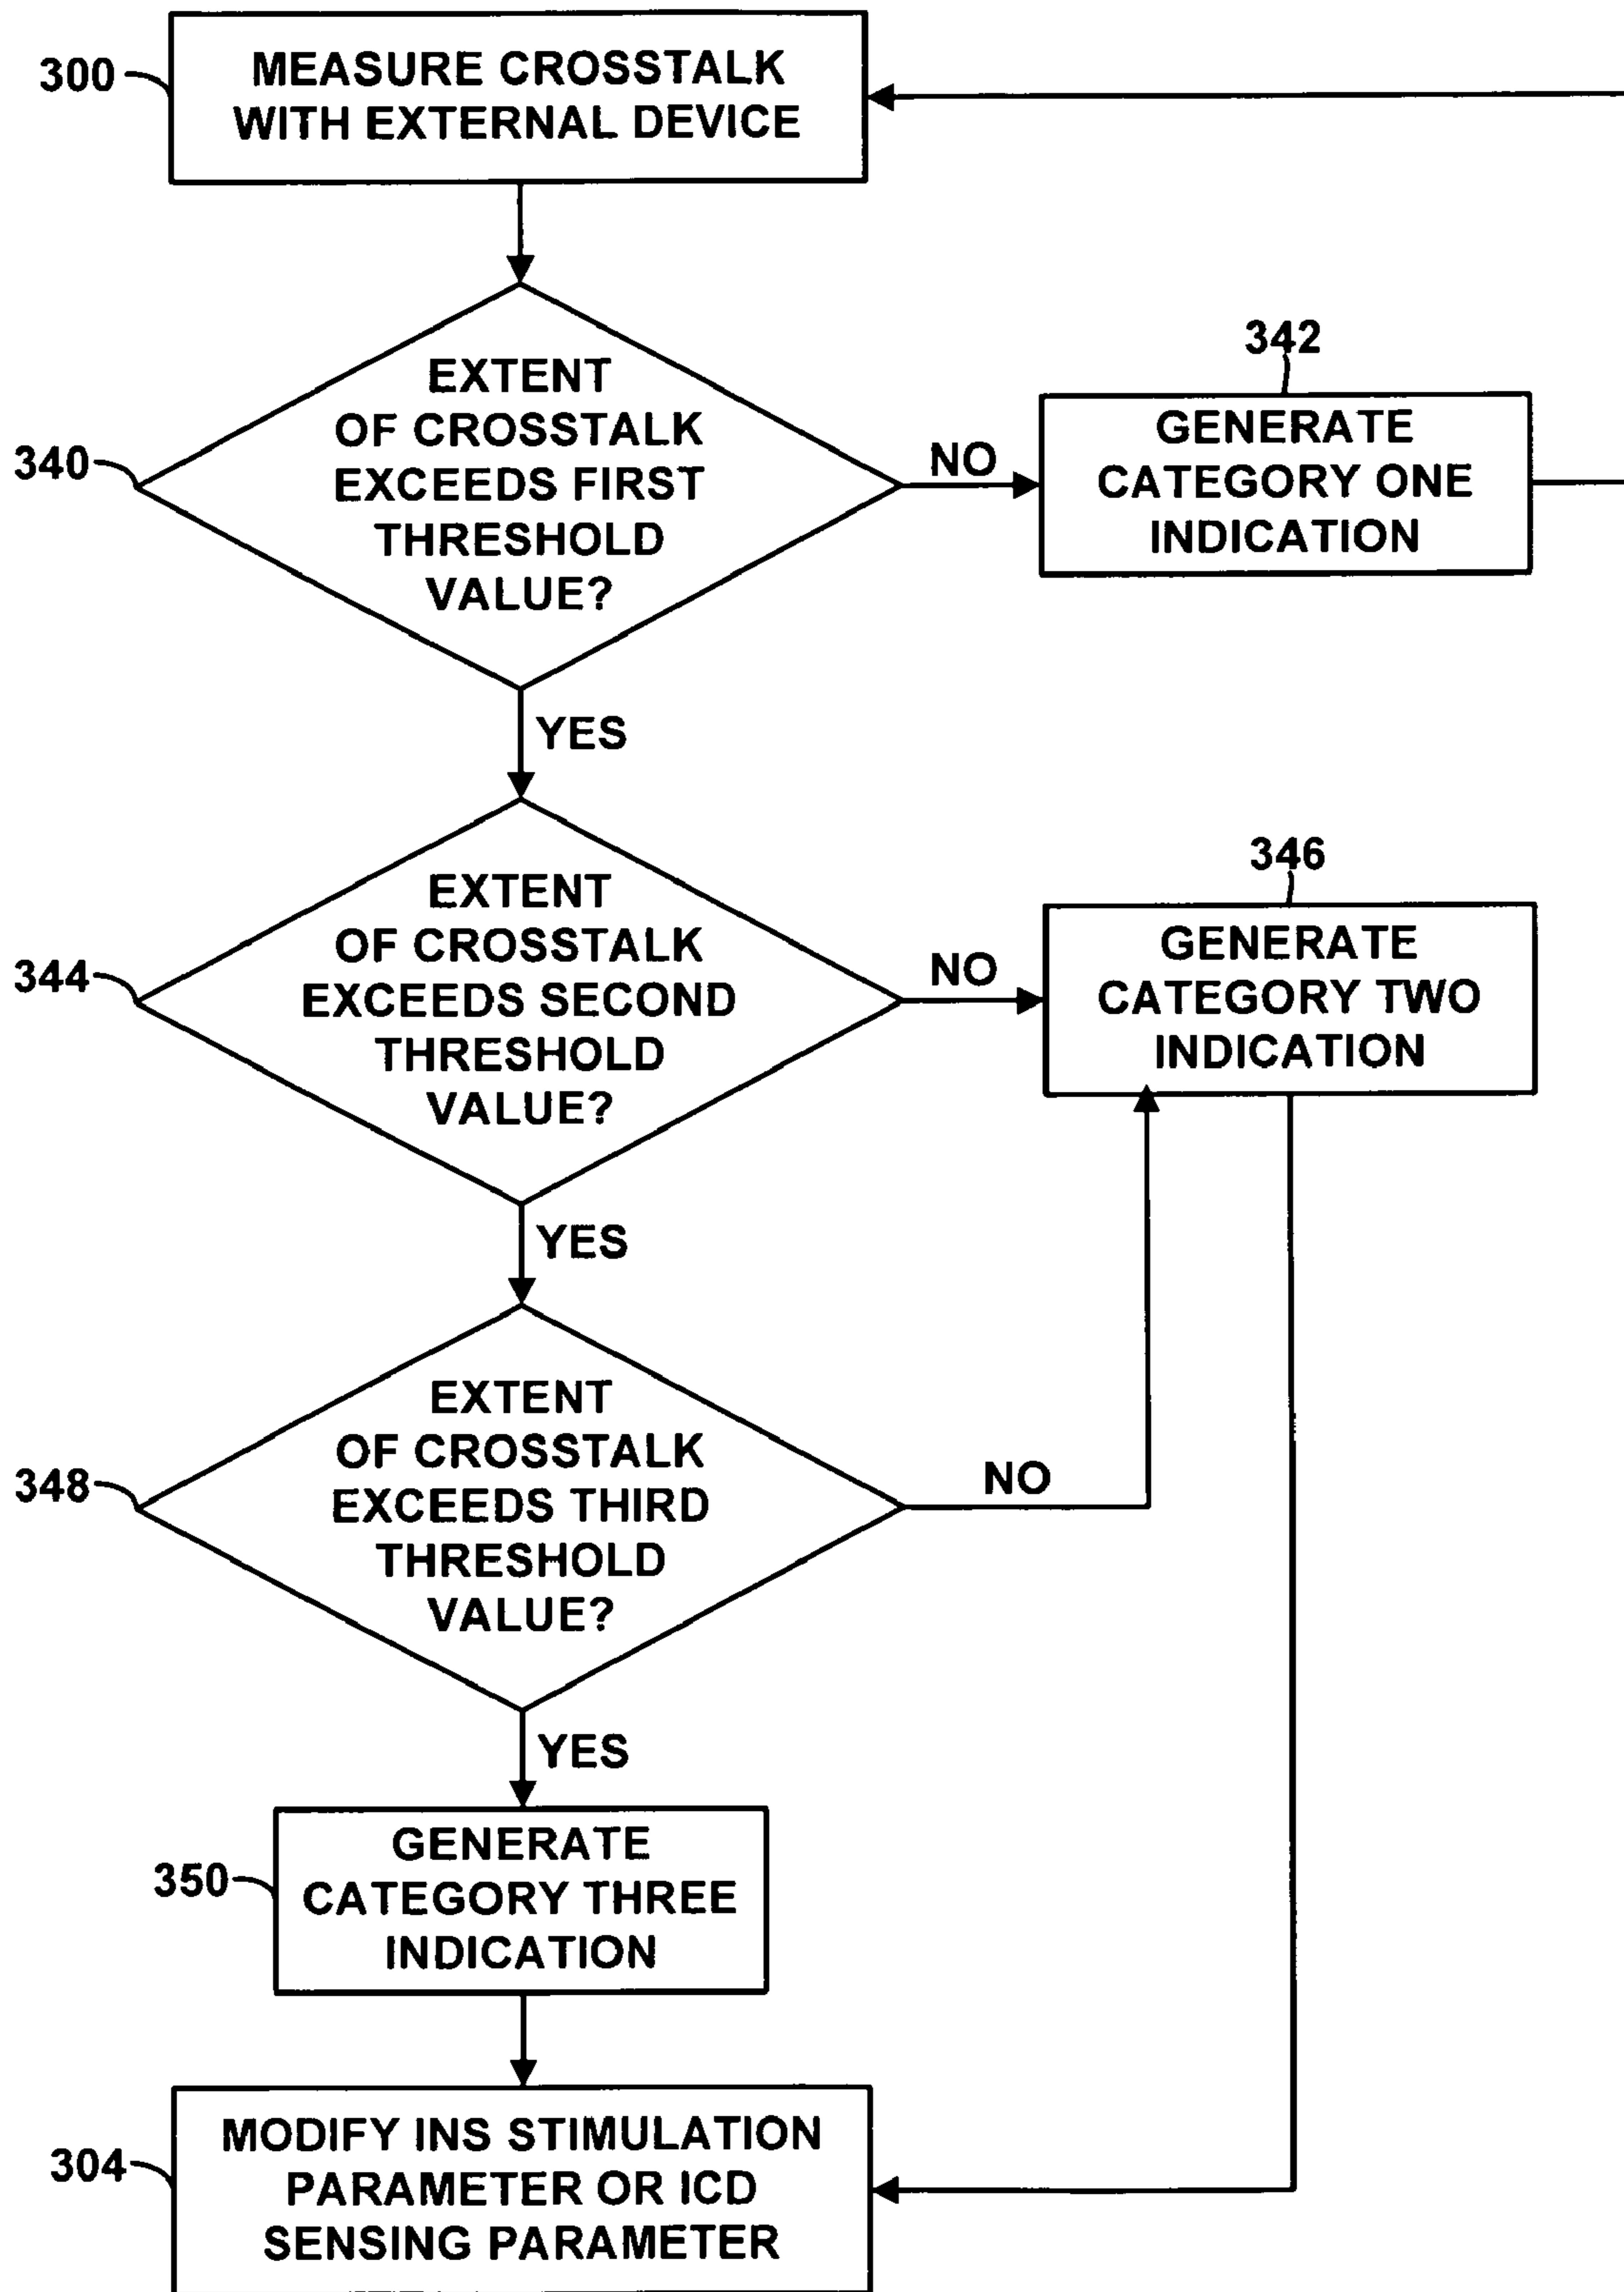 300
MEASURE CROSSTALK
WITH EXTERNAL DEVICE
340
EXTENT
OF CROSSTALK
EXCEEDS FIRST
THRESHOLD
VALUE?
NO
342
GENERATE
CATEGORY ONE
INDICATION
YES
344
EXTENT
OF CROSSTALK
EXCEEDS SECOND
THRESHOLD
VALUE?
NO
346
GENERATE
CATEGORY TWO
INDICATION
YES
348
EXTENT
OF CROSSTALK
EXCEEDS THIRD
THRESHOLD
VALUE?
NO
YES
350
GENERATE
CATEGORY THREE
INDICATION
304
MODIFY INS STIMULATION
PARAMETER OR ICD
SENSING PARAMETER